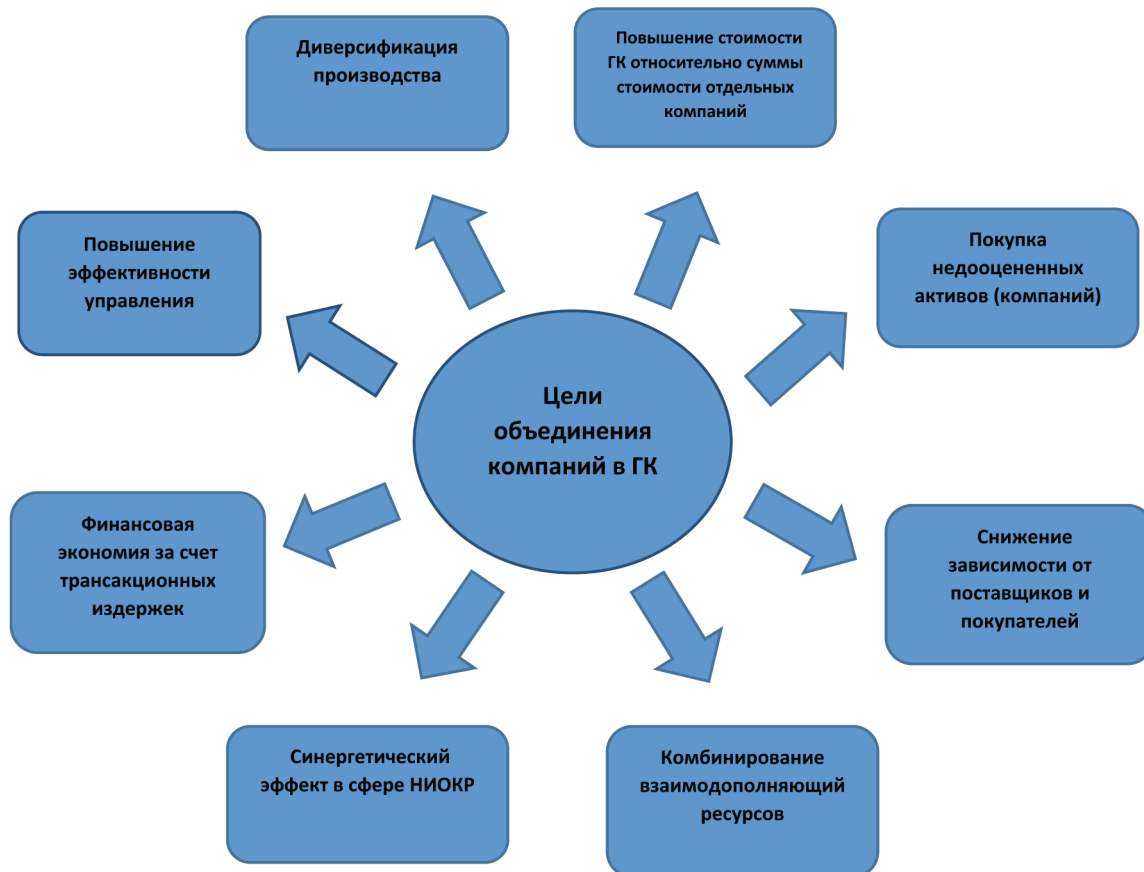 Диверсификация
производства
Повышение стоимости
ГК относительно суммы
стоимости отдельных
компаний
Повышение
эффективности
управления
Покупка
недооцененных
активов (компаний)
Цели
объединения
компаний в ГК
Финансовая
экономия за счет
трансакционных
издержек
Снижение
зависимости от
поставщиков и
покупателей
Синергетический
эффект в сфере НИОКР
Комбинирование
взаимодополняющий
ресурсов